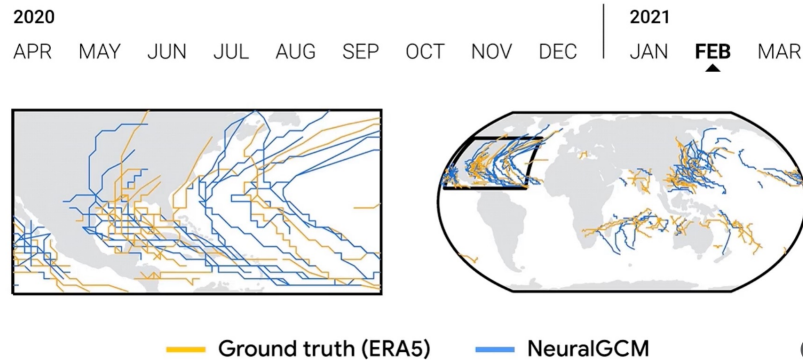 2020
2021
APR MAY JUN JUL AUG SEP OCT NOV DEC JAN FEB MAR
Ground truth (ERA5)
NeuralGCM